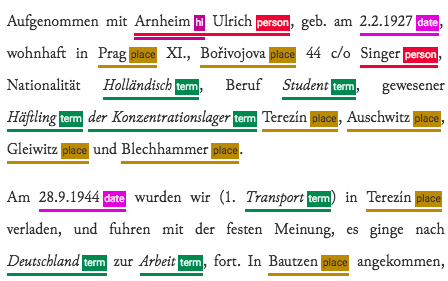 Aufgenommen mit Arnheim hl Ulrich person, geb. am 2.2.1927 date,
wohnhaft in Prag place XI., Bořivojova place 44 c/o Singer person,
Nationalität Holländisch term, Beruf Student term, gewesener
Häftling term der Konzentrationslager term Terezín place, Auschwitz place,
Gleiwitz place und Blechhammer place.
Am 28.9.1944 date wurden wir (1. Transport term) in Terezín place
verladen, und fuhren mit der festen Meinung, es ginge nach
Deutschland term zur Arbeit term, fort. In Bautzen place angekommen,